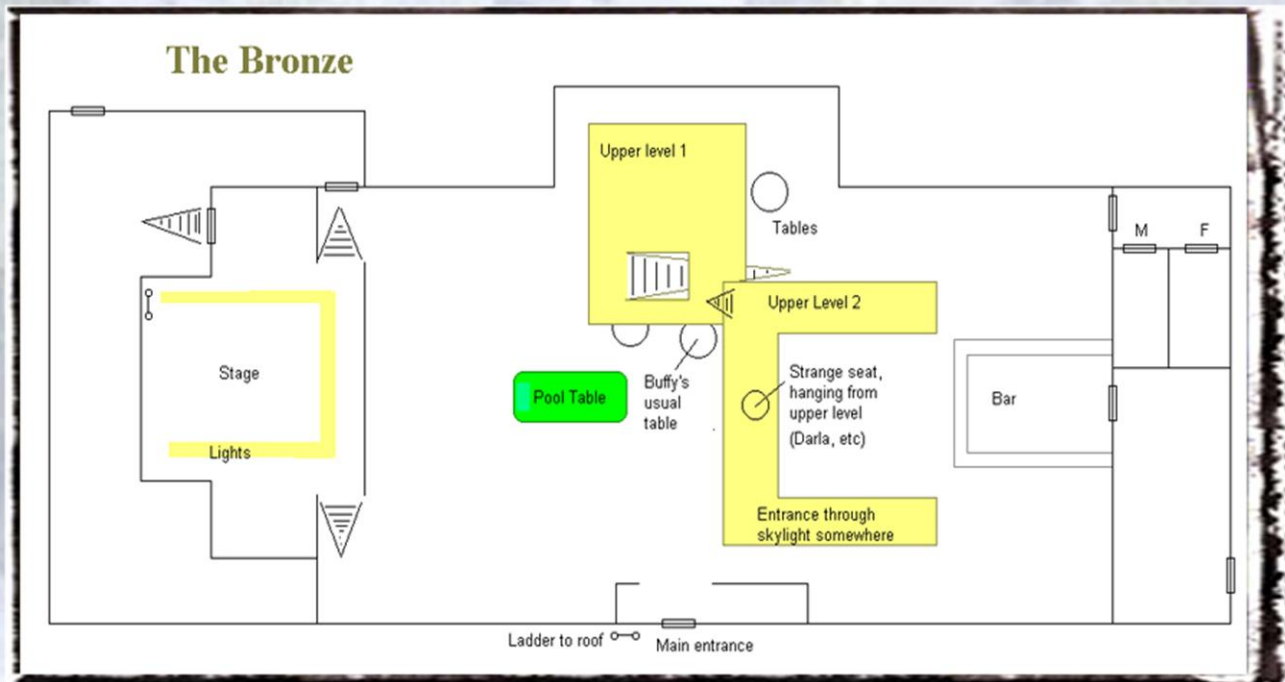 The Bronze
Upper level 1
Tables
M
F
Upper Level 2
Stage
Lights
Pool Table
Buffy's
usual
table
Strange seat,
hanging from
upper level
(Darla, etc)
Bar
Entrance through
skylight somewhere
Ladder to roof
Main entrance